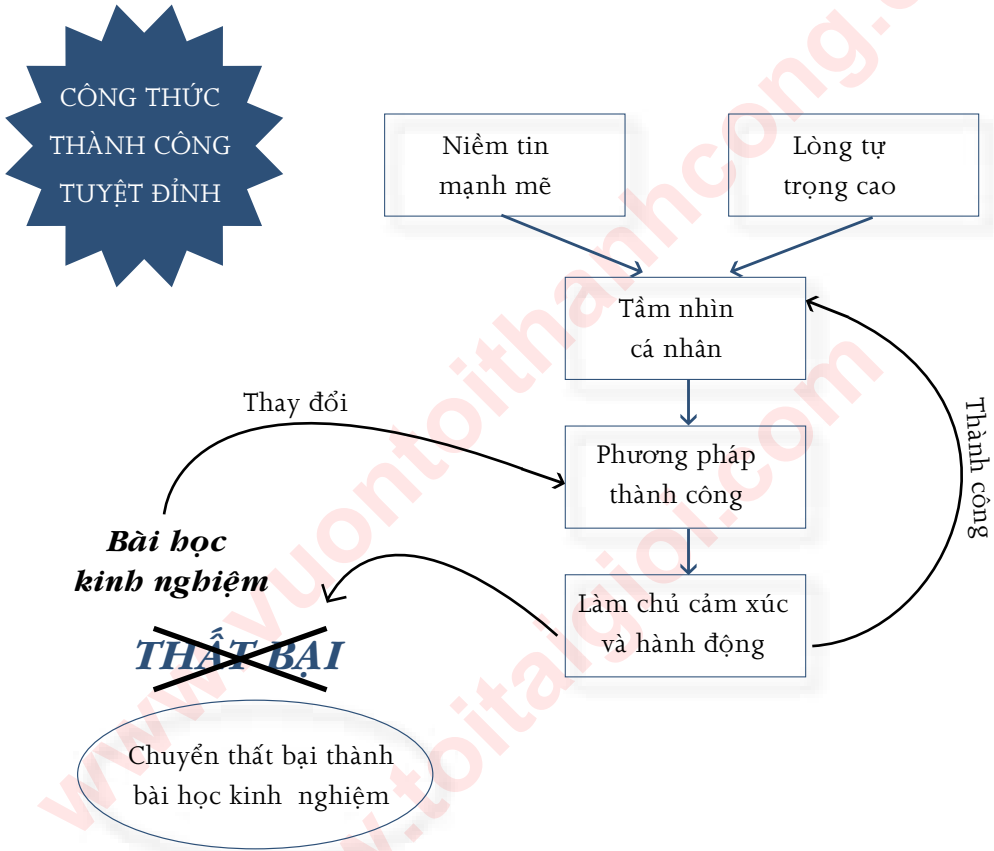 CÔNG THỨC
THÀNH CÔNG
TUYỆT ĐỈNH
Niềm tin
mạnh mẽ
Lòng tự
trọng cao
Tầm nhìn
cá nhân
Thay đổi
Thành công
Phương pháp
thành công
Bài học
kinh nghiệm
Làm chủ cảm xúc
và hành động
THẤT BẠI
Chuyển thất bại thành
bài học kinh nghiệm
www.vuontoithanhcong.c
w.toitaigioi.com